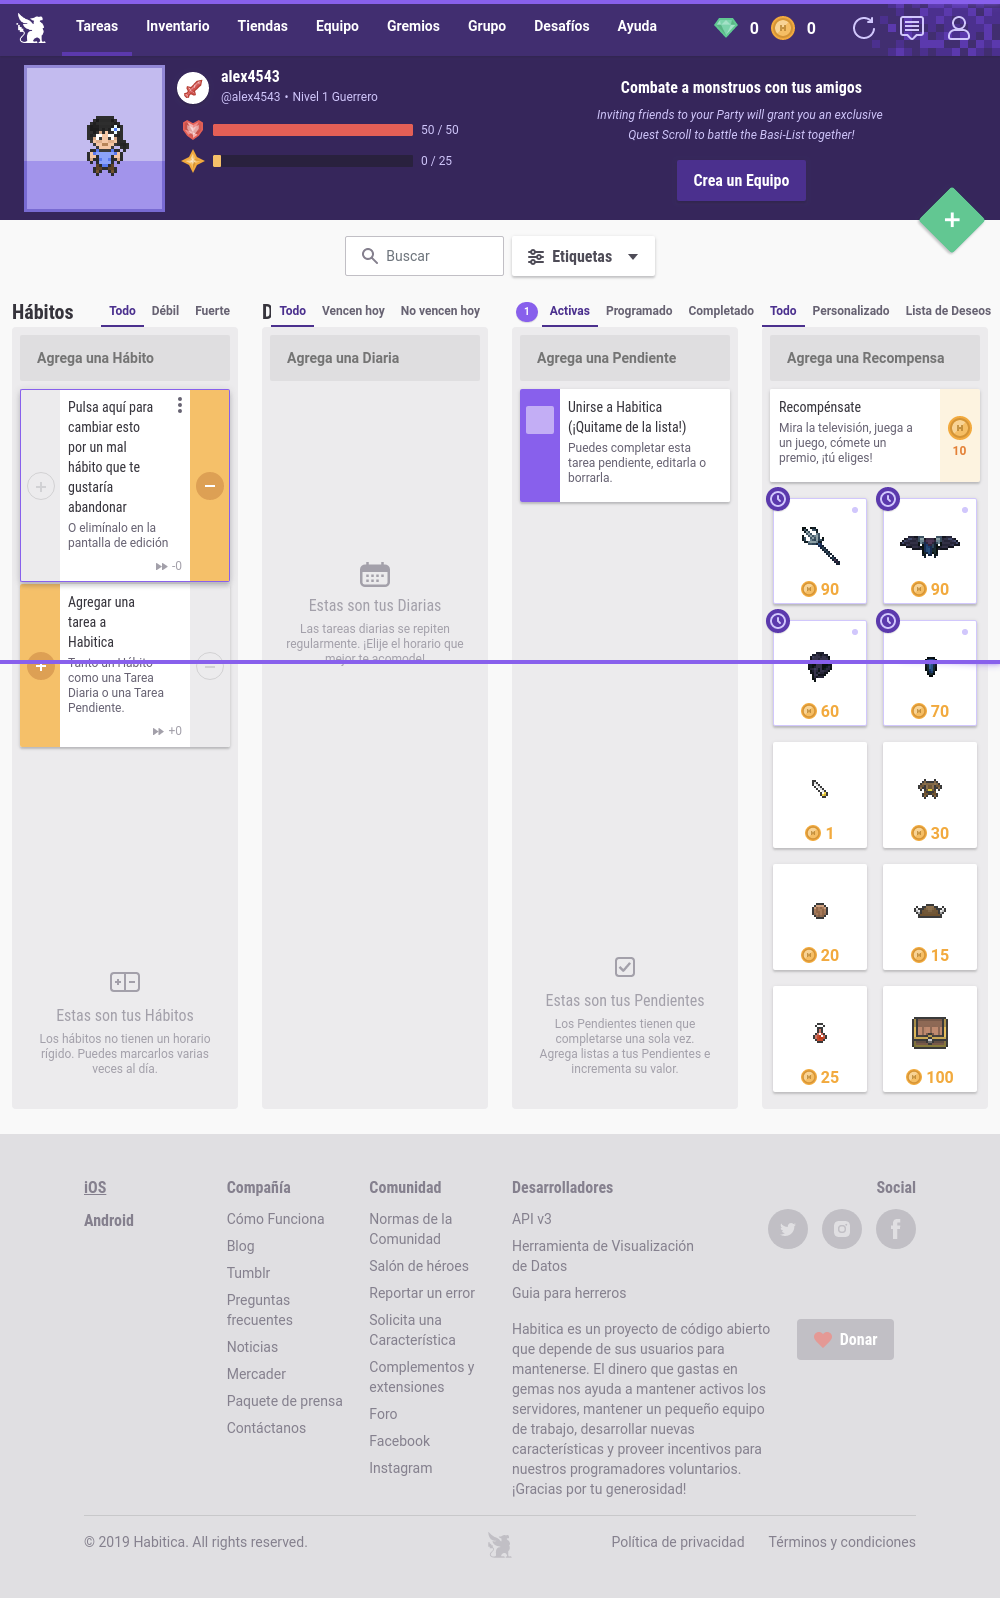 Tareas Inventario Tiendas Equipo Gremios Grupo Desafíos Ayuda 0 0
alex4543
@alex4543 • Nivel 1 Guerrero
50 / 50
0 / 25
Combate a monstruos con tus amigos
Inviting friends to your Party will grant you an exclusive
Quest Scroll to battle the Basi-List together!
Crea un Equipo
Buscar
Etiquetas
Hábitos Todo Débil Fuerte
Agrega una Hábito
Pulsa aquí para
cambiar esto
por un mal
hábito que te
gustaría
abandonar
O elimínalo en la
pantalla de edición
-0
Agregar una
tarea a
Habitica
Tanto un Hábito
como una Tarea
Diaria o una Tarea
Pendiente.
+0
Estas son tus Hábitos
Los hábitos no tienen un horario
rígido. Puedes marcarlos varias
veces al día.
D Todo Vencen hoy No vencen hoy
Agrega una Diaria
Estas son tus Diarias
Las tareas diarias se repiten
regularmente. ¡Elije el horario que
mejor te acomode!
1 Activas Programado Completado
Agrega una Pendiente
Unirse a Habitica
(¡Quitame de la lista!)
Puedes completar esta
tarea pendiente, editarla o
borrarla.
Estas son tus Pendientes
Los Pendientes tienen que
completarse una sola vez.
Agrega listas a tus Pendientes e
incrementa su valor.
Todo Personalizado Lista de Deseos
Agrega una Recompensa
Recompénsate
Mira la televisión, juega a
un juego, cómete un
premio, ¡tú eliges!
10
90 90
60 70
1 30
20 15
25 100
iOS
Android
Compañía
Cómo Funciona
Blog
Tumblr
Preguntas
frecuentes
Noticias
Mercader
Paquete de prensa
Contáctanos
Comunidad
Normas de la
Comunidad
Salón de héroes
Reportar un error
Solicita una
Característica
Complementos y
extensiones
Foro
Facebook
Instagram
Desarrolladores
API v3
Herramienta de Visualización
de Datos
Guia para herreros
Habitica es un proyecto de código abierto
que depende de sus usuarios para
mantenerse. El dinero que gastas en
gemas nos ayuda a mantener activos los
servidores, mantener un pequeño equipo
de trabajo, desarrollar nuevas
características y proveer incentivos para
nuestros programadores voluntarios.
¡Gracias por tu generosidad!
Social
Donar
© 2019 Habitica. All rights reserved.
Política de privacidad Términos y condiciones